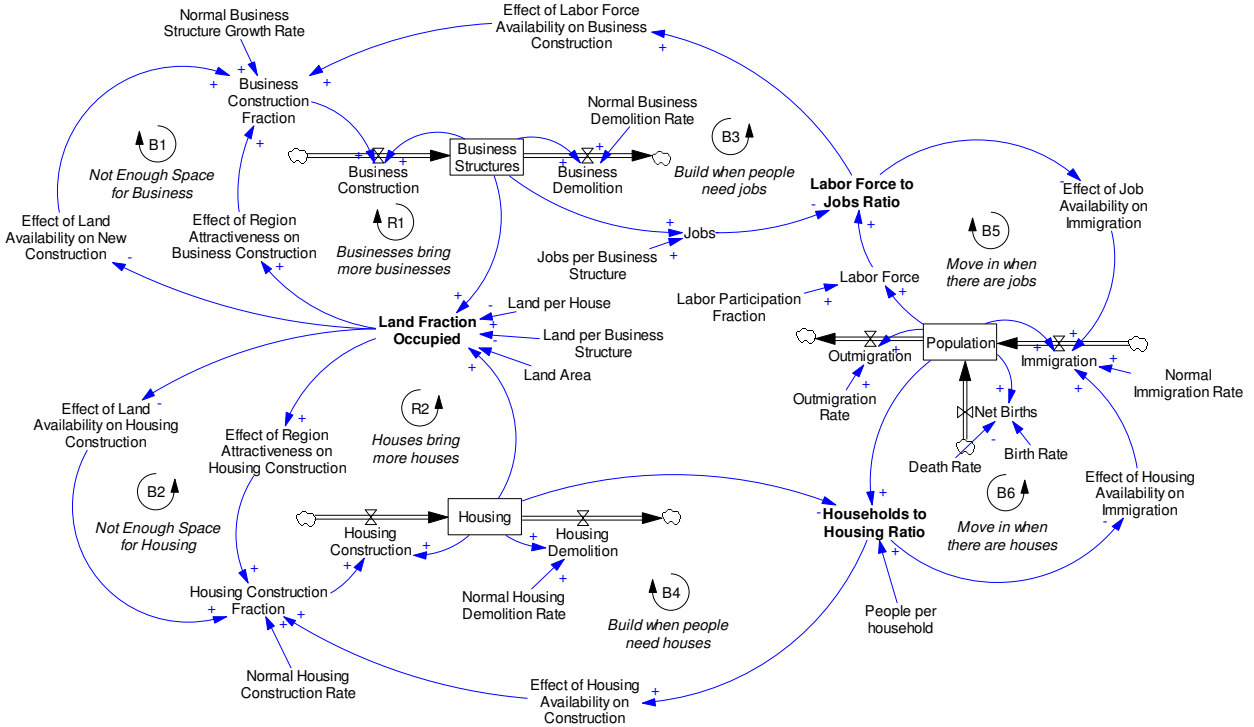 Normal Business
Structure Growth Rate
Effect of Labor Force
Availability on Business
Construction
+
+
+
+
+
Business
Construction
Fraction
Normal Business
Demolition Rate
B1
Not Enough Space
for Business
+
B3
Build when people
need jobs
Business
Structures
+
+
+
+
Business
Construction
Business
Demolition
Labor Force to
Jobs Ratio
-
Effect of Job
Availability on
Immigration
Effect of Land
Availability on New
Construction
-
Effect of Region
Attractiveness on
Business Construction
+
R1
Businesses bring
more businesses
-
+
Jobs
+
+
Jobs per Business
Structure
+
B5
Move in when
there are jobs
Labor Force
+
+
Labor Participation
Fraction
Land Fraction
Occupied
+
-
+
-
+
Land per House
Land per Business
Structure
Land Area
Population
+
Outmigration
+
Outmigration
Rate
+
+
+
+
Immigration
Normal
Immigration Rate
Effect of Land
Availability on Housing
Construction
-
+
Effect of Region
Attractiveness on
Housing Construction
R2
Houses bring
more houses
+
Net Births
-
+
Death Rate
Birth Rate
B2
Not Enough Space
for Housing
Effect of Housing
Availability on
Immigration
-
B6
Move in when
there are houses
Housing
+
+
Housing
Construction
+
Housing
Demolition
+
Normal Housing
Demolition Rate
+
-
Households to
Housing Ratio
+
People per
household
+
+
+
+
Housing Construction
Fraction
B4
Build when people
need houses
Normal Housing
Construction Rate
Effect of Housing
Availability on
Construction
+